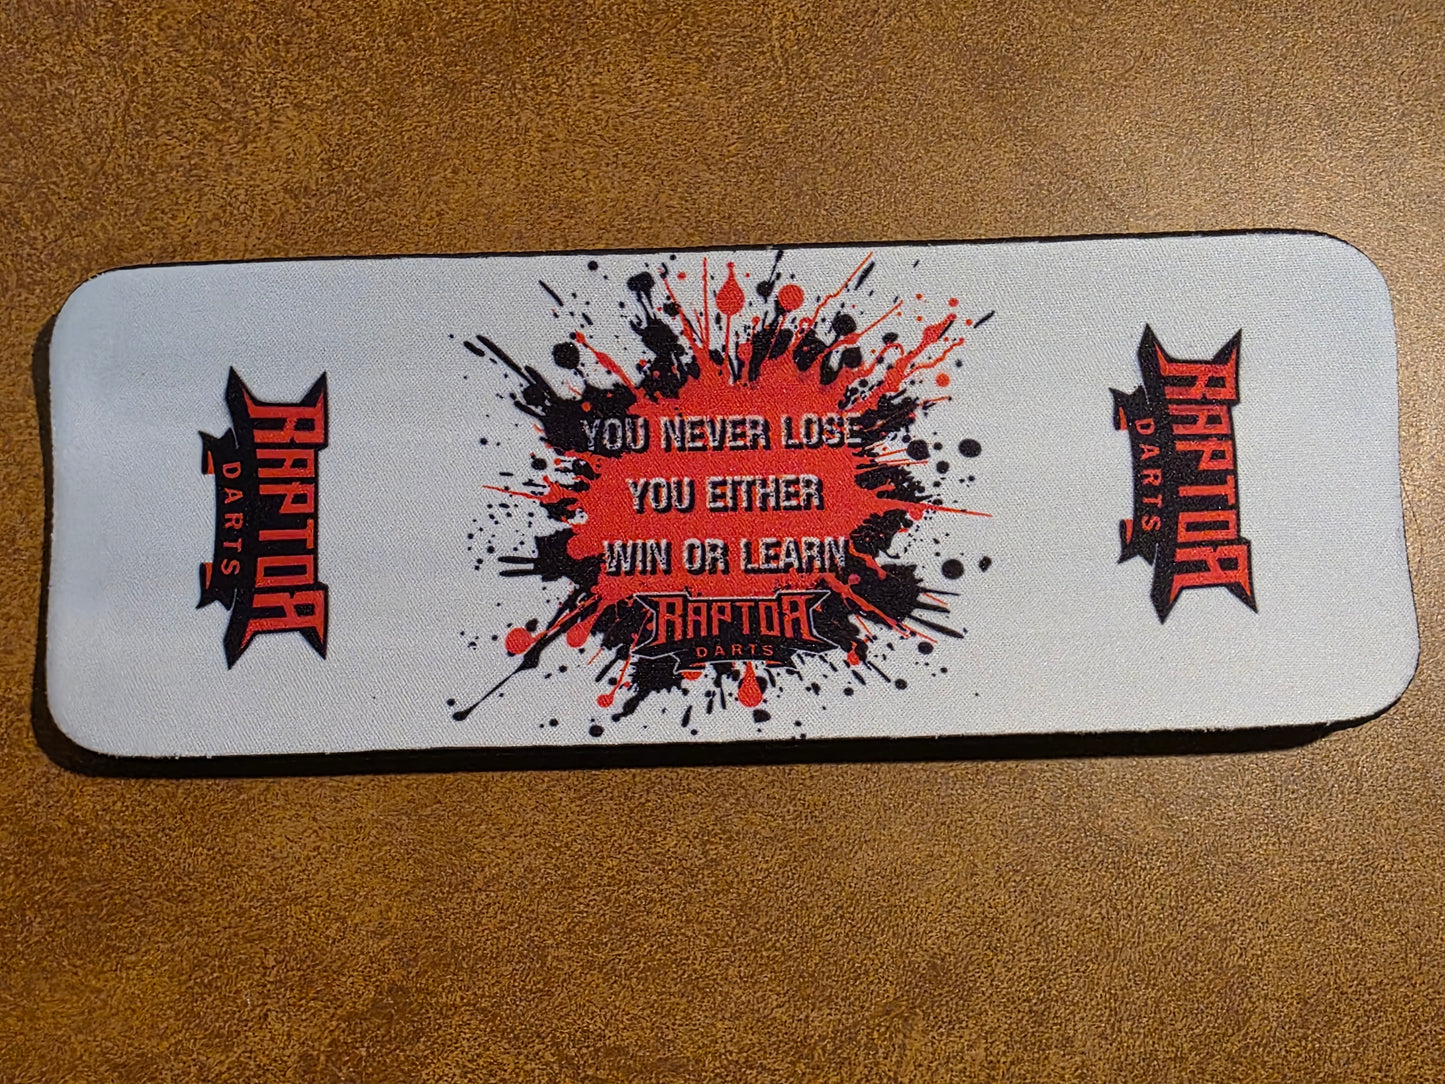 RAPTOR
DARTS
YOU NEVER LOSE
YOU EITHER
WIN OR LEARN
RAPTOR
DARTS
RAPTOR
DARTS